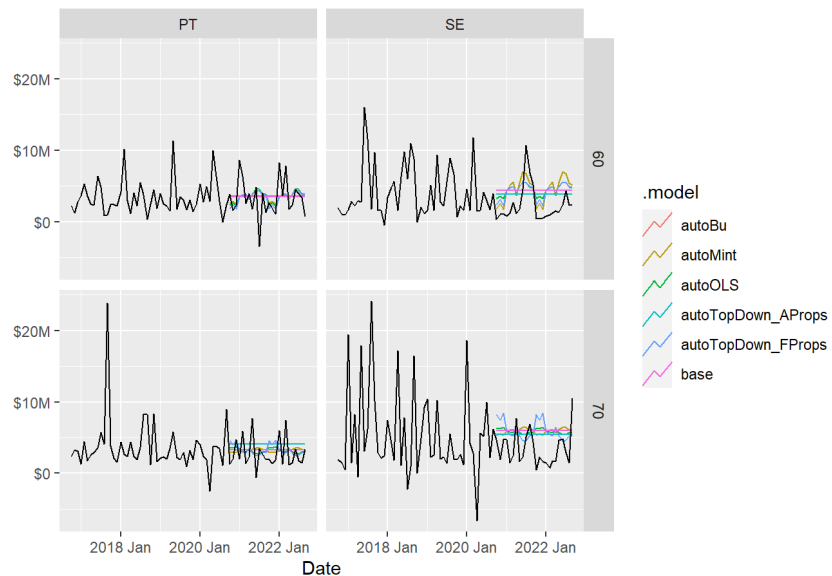 PT
SE
$20M
$10M
$0
60
$20M
$10M
$0
70
2018 Jan 2020 Jan 2022 Jan
2018 Jan 2020 Jan 2022 Jan
Date
.model
autoBu
autoMint
autoOLS
autoTopDown_AProps
autoTopDown_FProps
base